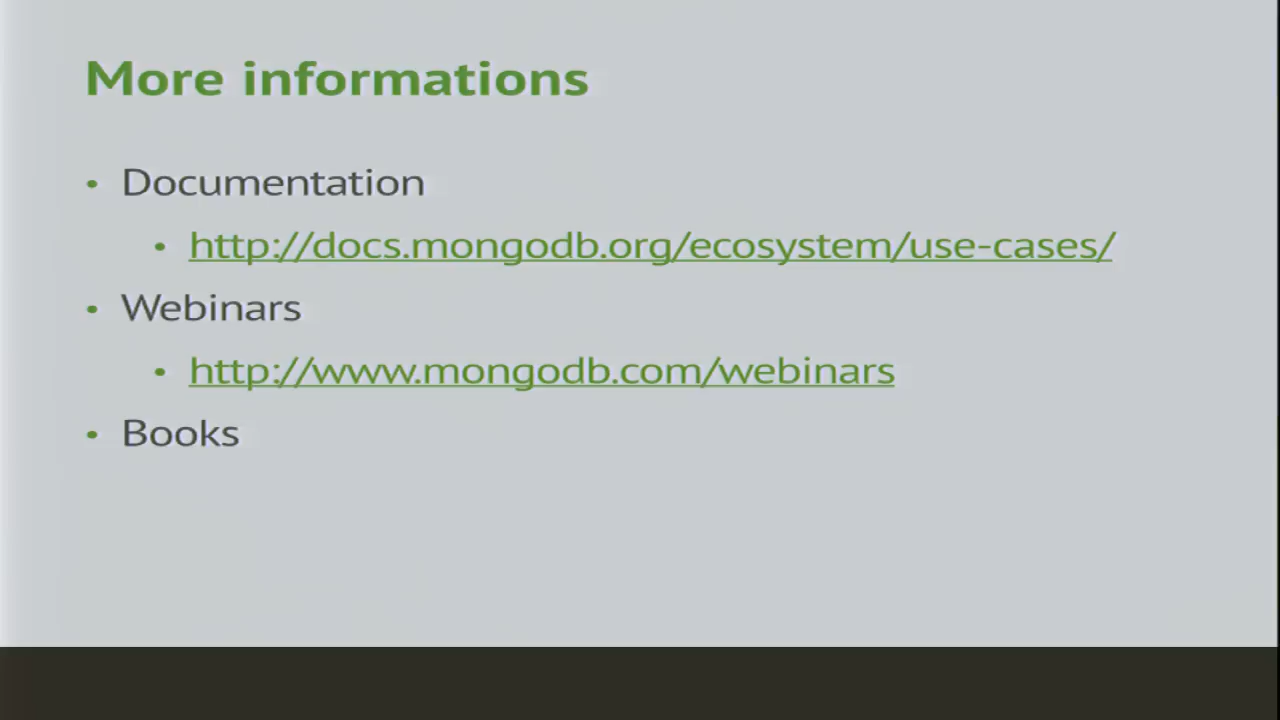 More informations
• Documentation
• http://docs.mongodb.org/ecosystem/use-cases/
• Webinars
• http://www.mongodb.com/webinars
• Books